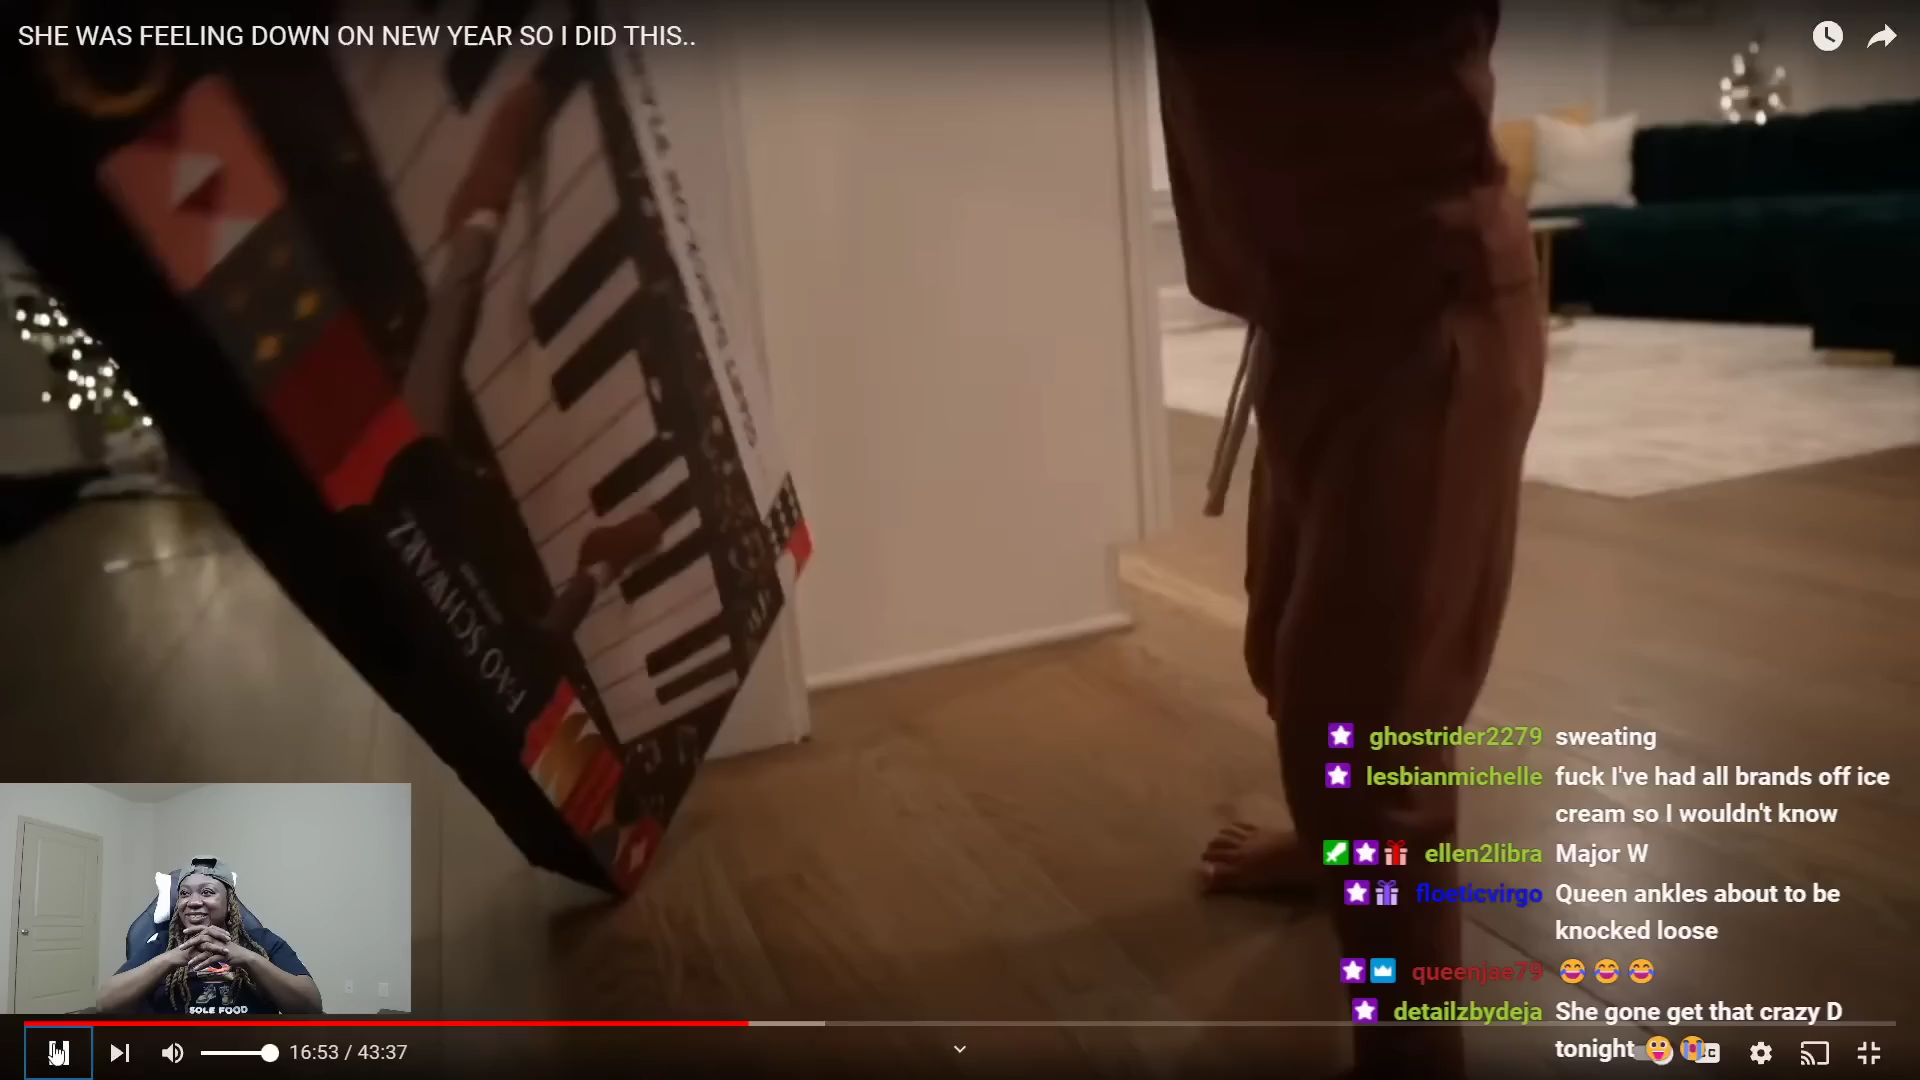 SHE WAS FEELING DOWN ON NEW YEAR SO I DID THIS..
FAO SCHWARZ
ghostrider2279 sweating
lesbianmichelle fuck I've had all brands off ice
cream so I wouldn't know
ellen2libra Major W
floeticvirgo Queen ankles about to be
knocked loose
queenjae79 😂 😂 😂
detailzbydeja She gone get that crazy D
tonight 😛 😭
SOLE FOOD
16:53 / 43:37